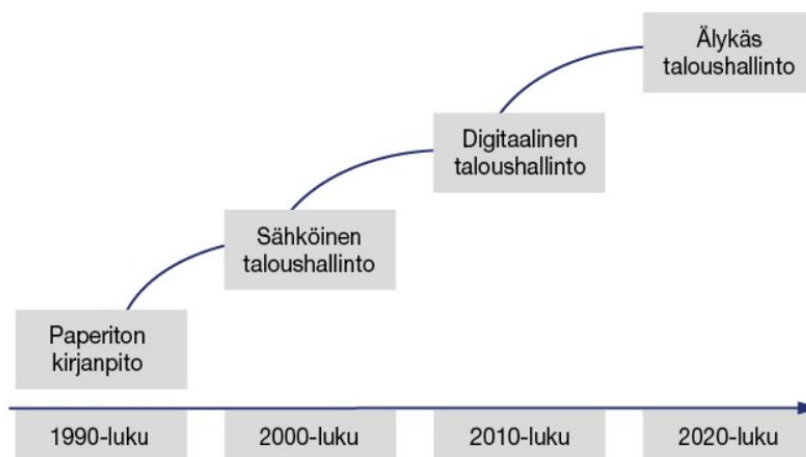 Älykäs
taloushallinto
Digitaalinen
taloushallinto
Sähköinen
taloushallinto
Paperiton
kirjanpito
1990-luku
2000-luku
2010-luku
2020-luku